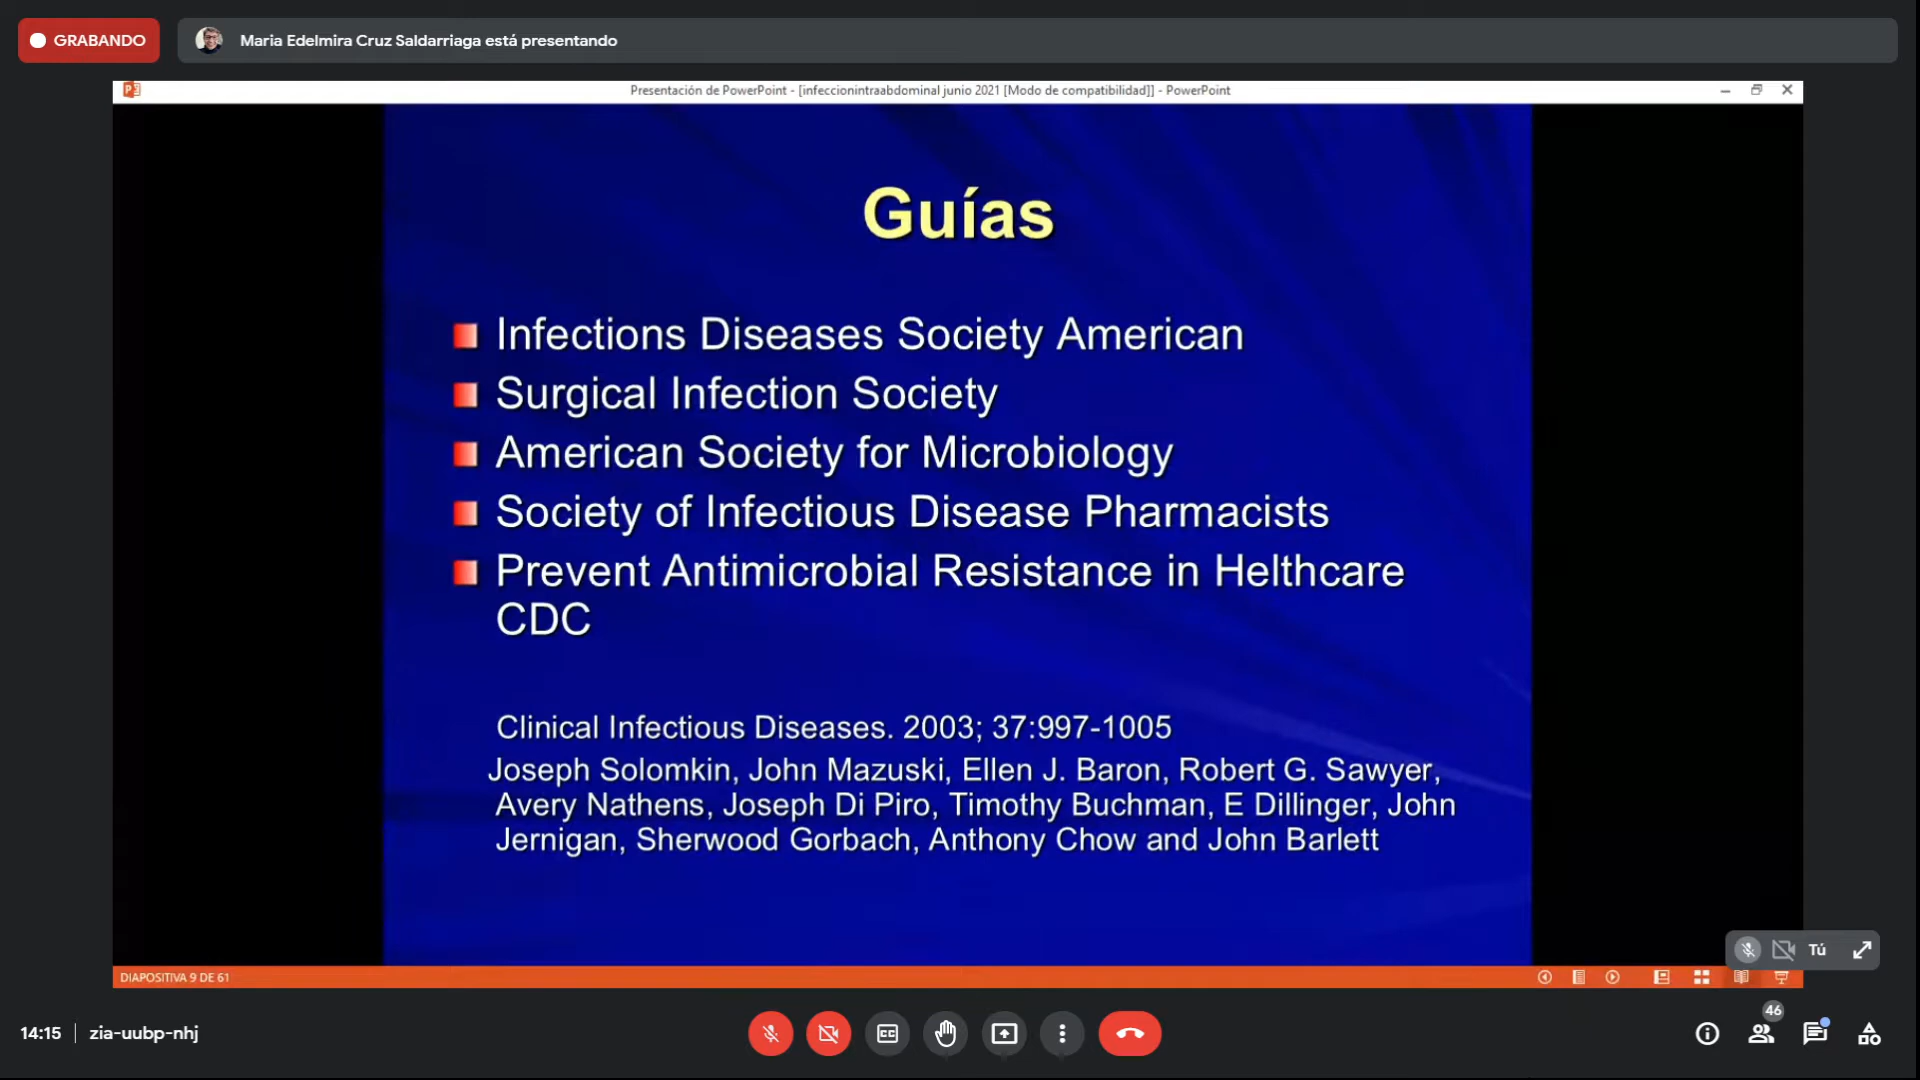 GRABANDO
Maria Edelmira Cruz Saldarriaga está presentando
Presentación de PowerPoint - [infeccionintraabdominal junio 2021 [Modo de compatibilidad]] - PowerPoint
Guías
Infections Diseases Society American
Surgical Infection Society
American Society for Microbiology
Society of Infectious Disease Pharmacists
Prevent Antimicrobial Resistance in Helthcare
CDC
Clinical Infectious Diseases. 2003; 37:997-1005
Joseph Solomkin, John Mazuski, Ellen J. Baron, Robert G. Sawyer,
Avery Nathens, Joseph Di Piro, Timothy Buchman, E Dillinger, John
Jernigan, Sherwood Gorbach, Anthony Chow and John Barlett
Tú
DIAPOSITIVA 9 DE 61
46
14:15 | zia-uubp-nhj